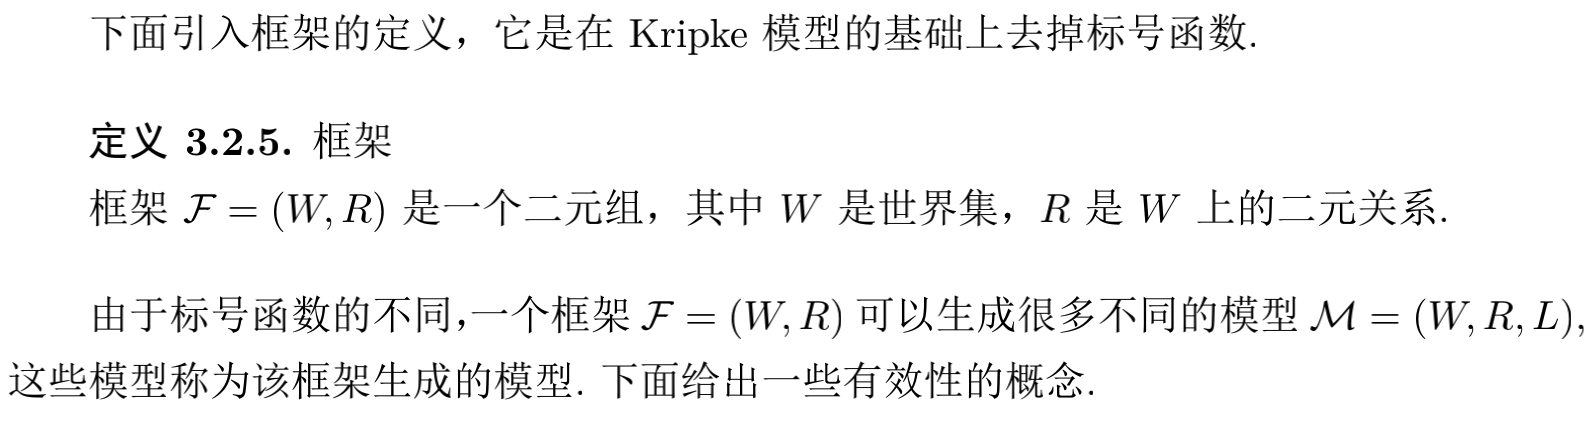 下面引入框架的定义，它是在 Kripke 模型的基础上去掉标号函数.
定义 3.2.5. 框架
框架 ℱ = (W, R) 是一个二元组，其中 W 是世界集，R 是 W 上的二元关系.
由于标号函数的不同，一个框架 ℱ = (W, R) 可以生成很多不同的模型 ℳ = (W, R, L),
这些模型称为该框架生成的模型. 下面给出一些有效性的概念.